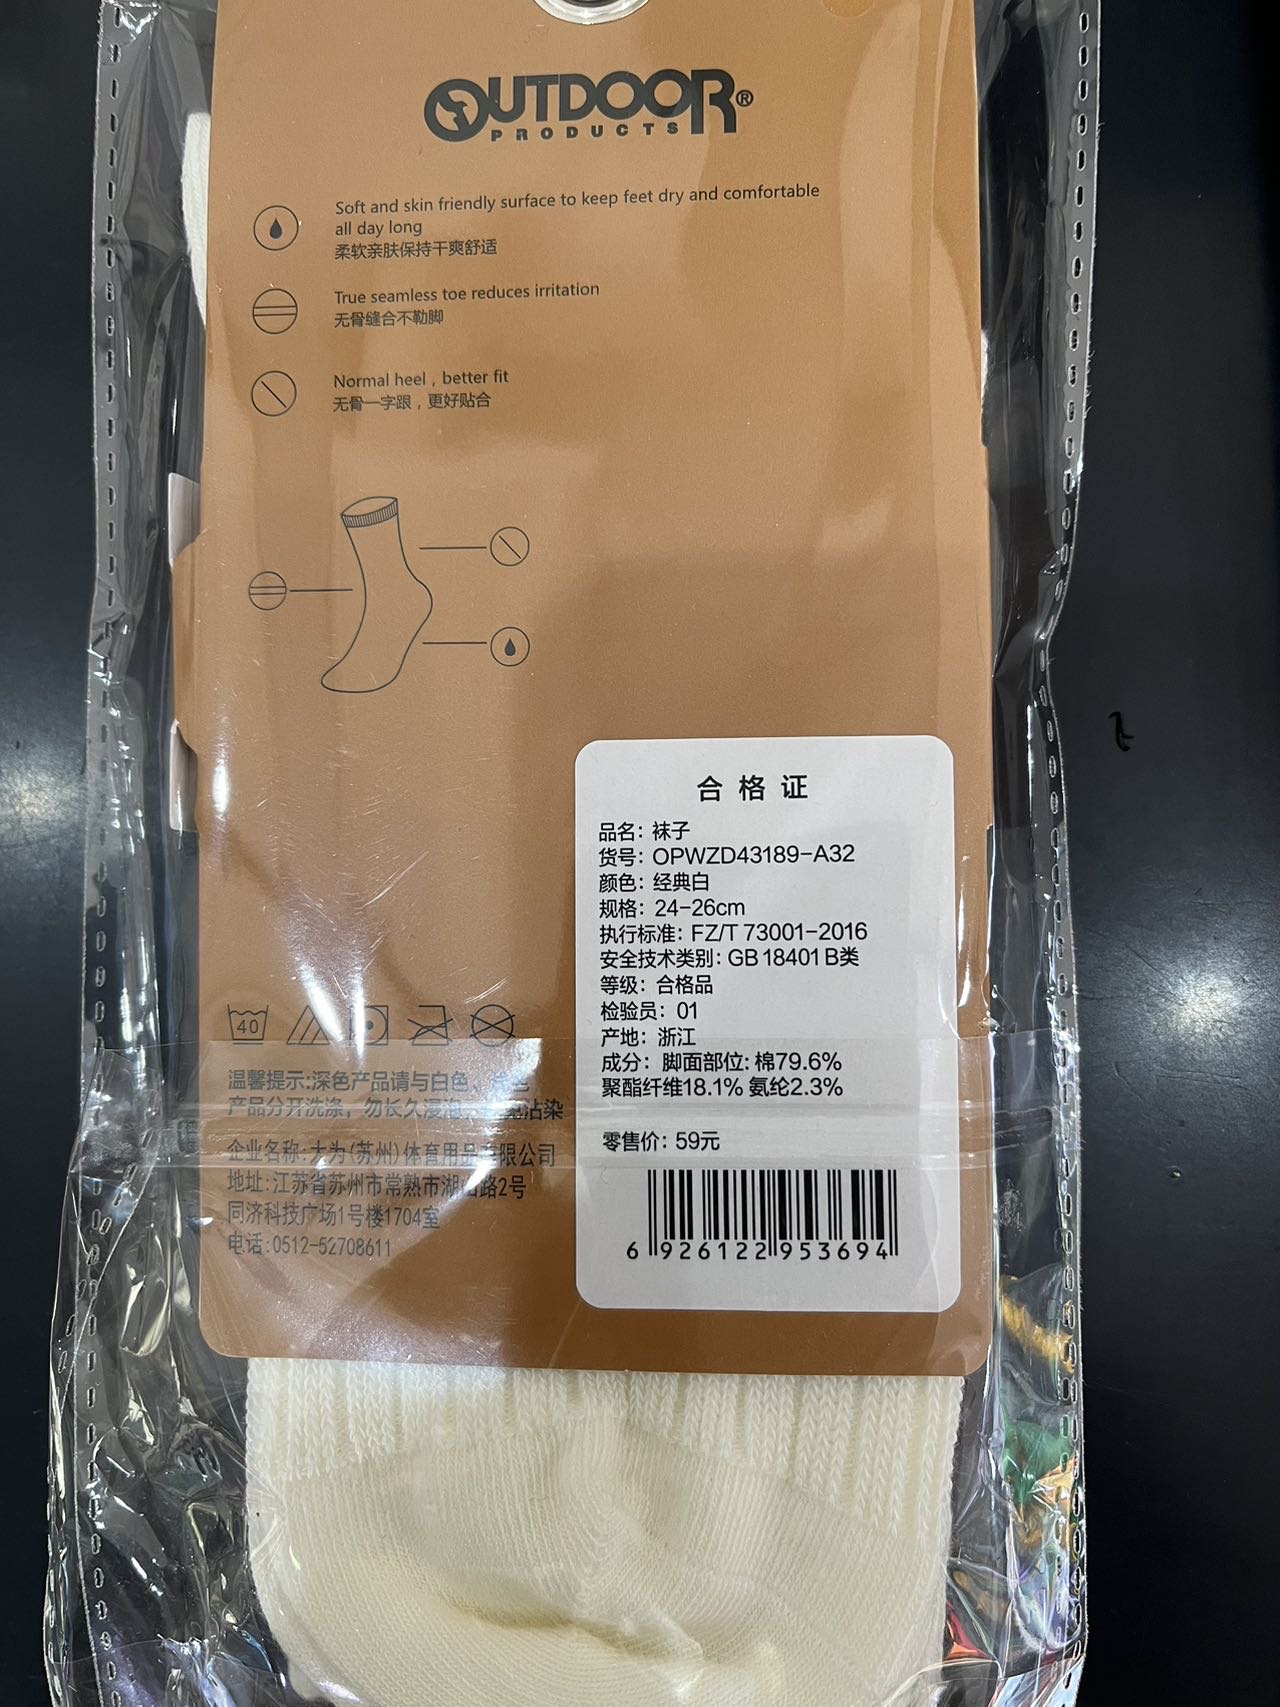 OUTDOOR®
PRODUCTS
Soft and skin friendly surface to keep feet dry and comfortable
all day long
柔软亲肤保持干爽舒适
True seamless toe reduces irritation
无骨缝合不勒脚
Normal heel , better fit
无骨一字跟，更好贴合
合格证
品名：袜子
货号：OPWZD43189-A32
颜色：经典白
规格：24-26cm
执行标准：FZ/T 73001-2016
安全技术类别：GB 18401 B类
等级：合格品
检验员：01
产地：浙江
成分：脚面部位: 棉79.6%
聚酯纤维18.1% 氨纶2.3%
零售价：59元
6 926122 953694
40
温馨提示:深色产品请与白色、
产品分开洗涤，勿长久浸泡，沾染
企业名称:大为(苏州)体育用品有限公司
地址:江苏省苏州市常熟市湖山路2号
同济科技广场1号楼1704室
电话:0512-52708611